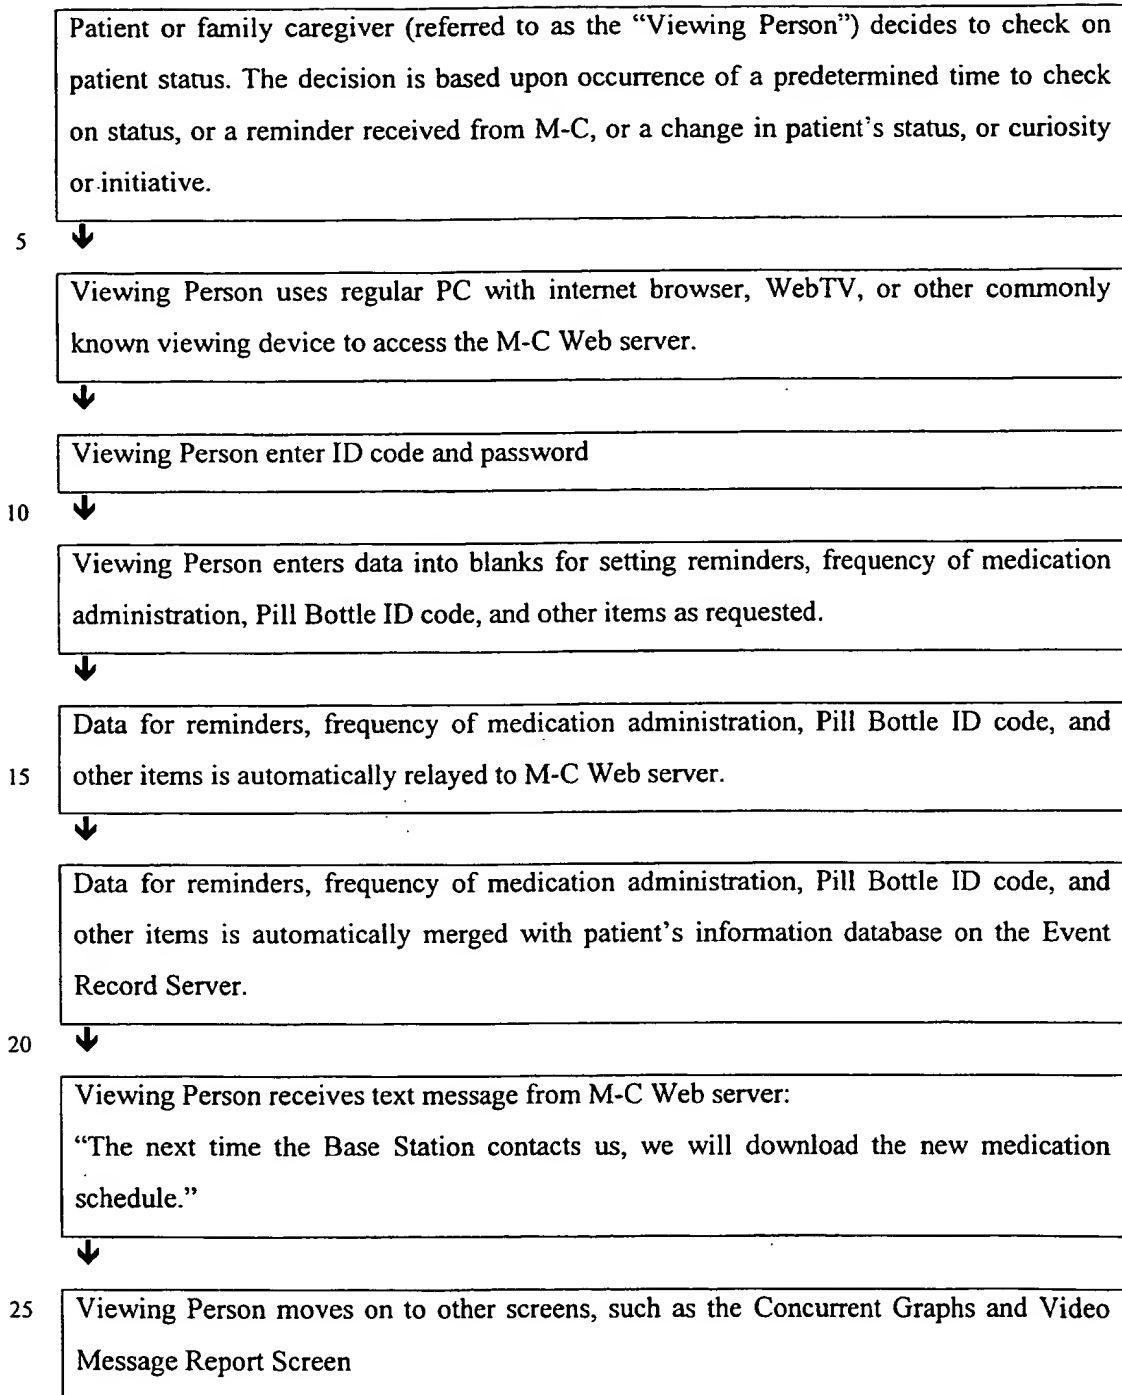 Patient or family caregiver (referred to as the “Viewing Person”) decides to check on
patient status. The decision is based upon occurrence of a predetermined time to check
on status, or a reminder received from M-C, or a change in patient’s status, or curiosity
or initiative.
5 ↓
Viewing Person uses regular PC with internet browser, WebTV, or other commonly
known viewing device to access the M-C Web server.
↓
Viewing Person enter ID code and password
10 ↓
Viewing Person enters data into blanks for setting reminders, frequency of medication
administration, Pill Bottle ID code, and other items as requested.
↓
Data for reminders, frequency of medication administration, Pill Bottle ID code, and
15 other items is automatically relayed to M-C Web server.
↓
Data for reminders, frequency of medication administration, Pill Bottle ID code, and
other items is automatically merged with patient’s information database on the Event
Record Server.
20 ↓
Viewing Person receives text message from M-C Web server:
“The next time the Base Station contacts us, we will download the new medication
schedule.”
↓
25 Viewing Person moves on to other screens, such as the Concurrent Graphs and Video
Message Report Screen